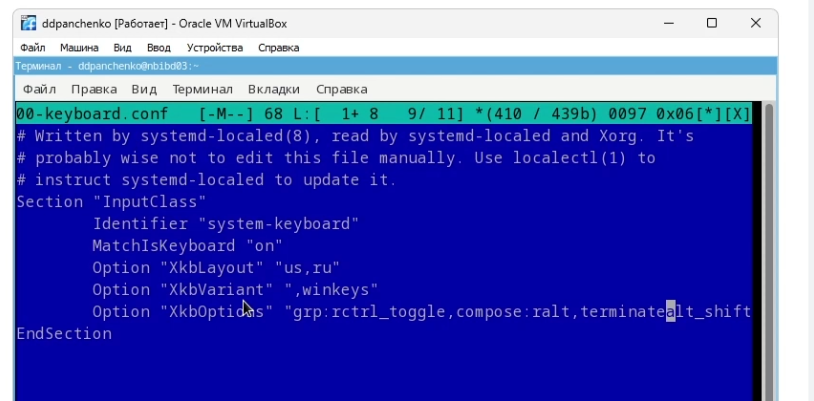 ddpanchenko [Работает] - Oracle VM VirtualBox
Файл Машина Вид Ввод Устройства Справка
Терминал - ddpanchenko@nbibd03:~
Файл Правка Вид Терминал Вкладки Справка
00-keyboard.conf [-M--] 68 L:[ 1+ 8 9/ 11] *(410 / 439b) 0097 0x06[*][X]
# Written by systemd-localed(8), read by systemd-localed and Xorg. It's
# probably wise not to edit this file manually. Use localectl(1) to
# instruct systemd-localed to update it.
Section "InputClass"
Identifier "system-keyboard"
MatchIsKeyboard "on"
Option "XkbLayout" "us,ru"
Option "XkbVariant" ",winkeys"
Option "XkbOptions" "grp:rctrl_toggle,compose:ralt,terminatealt_shift
EndSection